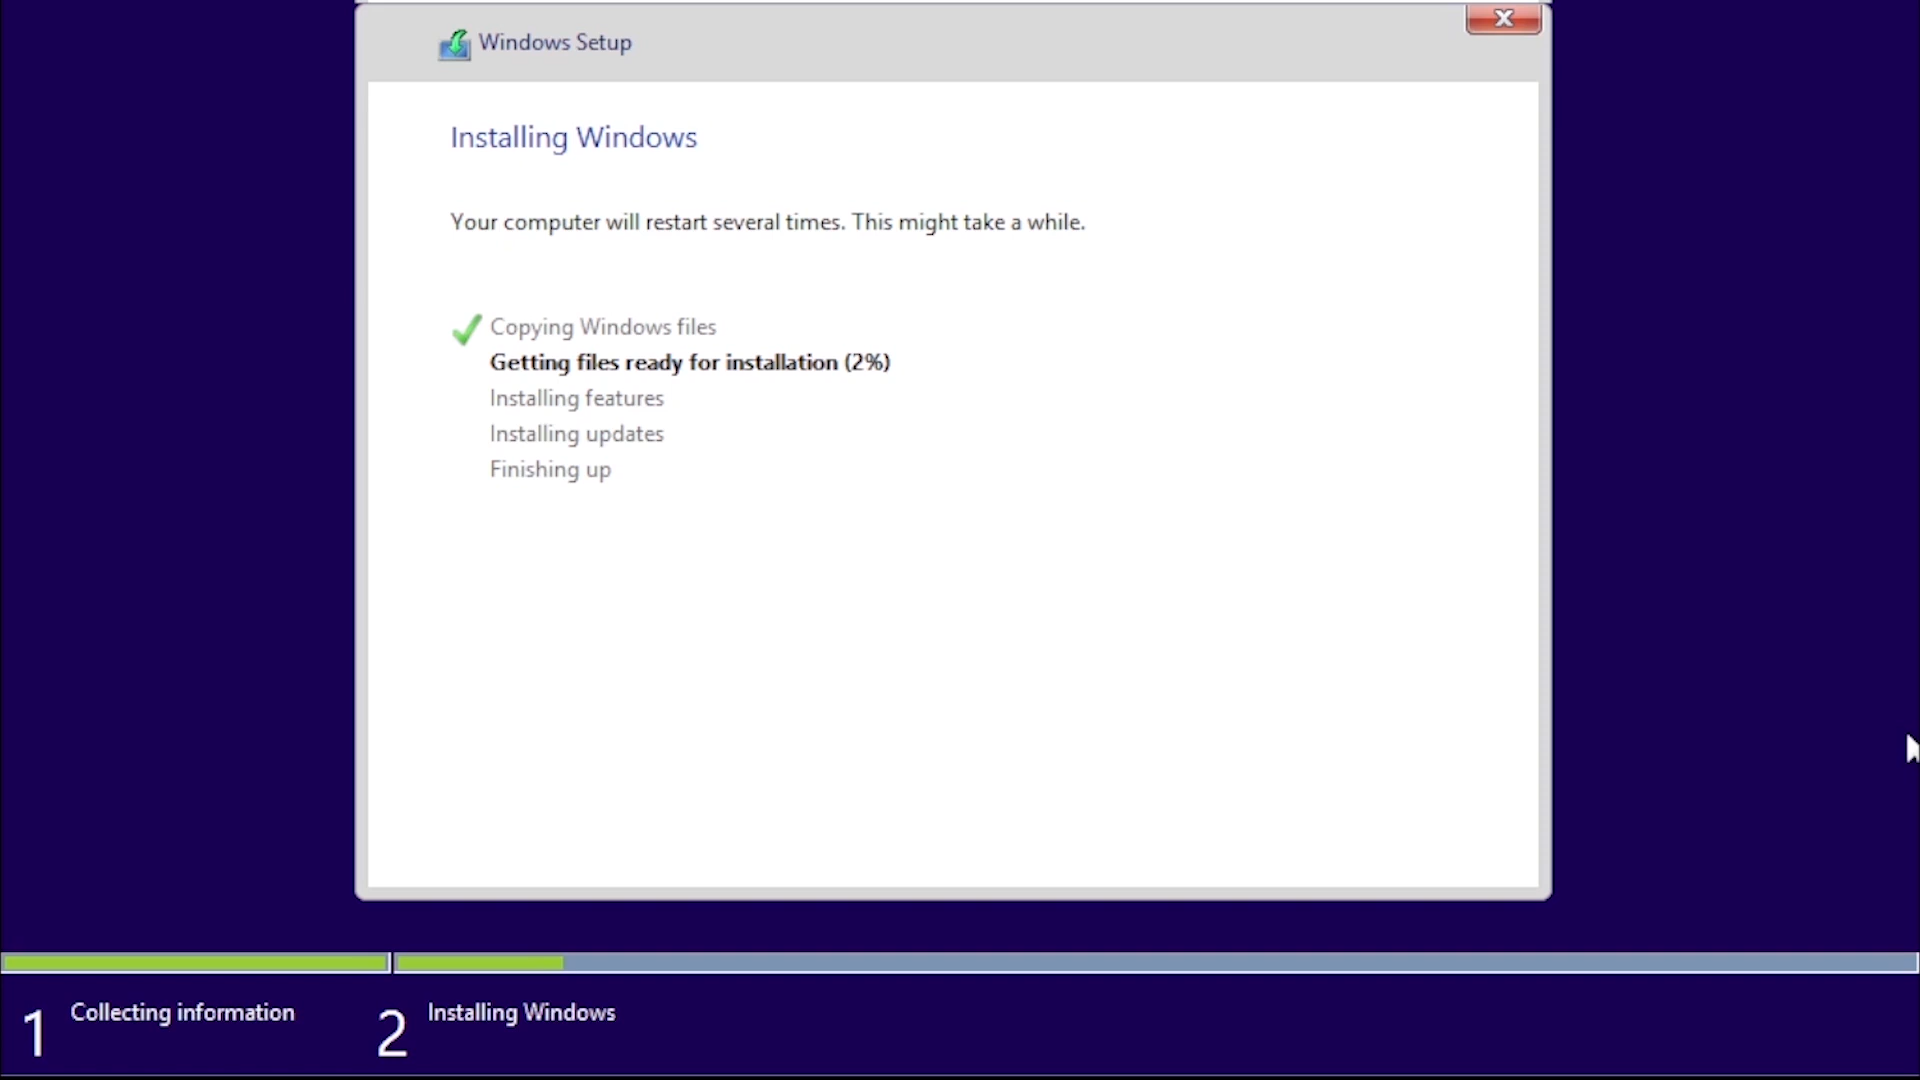 Windows Setup
Installing Windows
Your computer will restart several times. This might take a while.
Copying Windows files
Getting files ready for installation (2%)
Installing features
Installing updates
Finishing up
1 Collecting information
2 Installing Windows